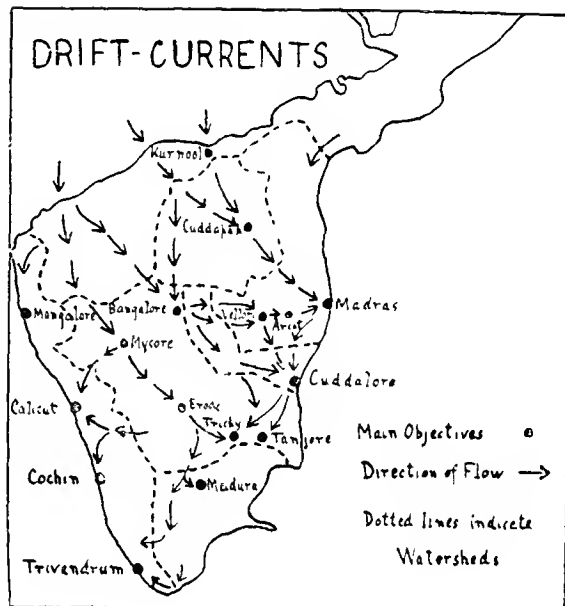 DRIFT-CURRENTS
Kurnool
Cuddapah
Mangalore
Bangalore
Vellore
Arcot
Madras
Mysore
Cuddalore
Calicut
Erode
Trichy
Tanjore
Main Objectives
Cochin
Madura
Direction of Flow
Dotted lines indicate
Watersheds
Trivandrum